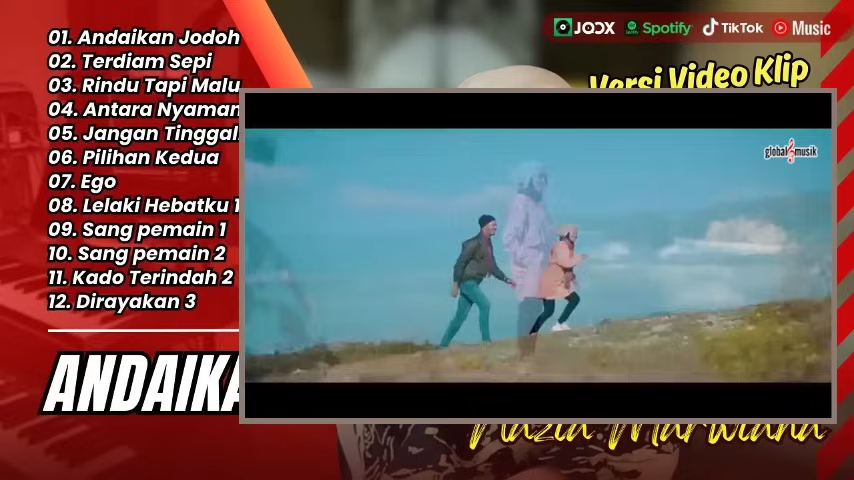 01. Andaikan Jodoh
02. Terdiam Sepi
03. Rindu Tapi Malu
04. Antara Nyaman
05. Jangan Tinggal
06. Pilihan Kedua
07. Ego
08. Lelaki Hebatku 1
09. Sang pemain 1
10. Sang pemain 2
11. Kado Terindah 2
12. Dirayakan 3
ANDAIKA
JOOX Spotify TikTok Music
Versi Video Klip
global musik
Nazia Marwiana